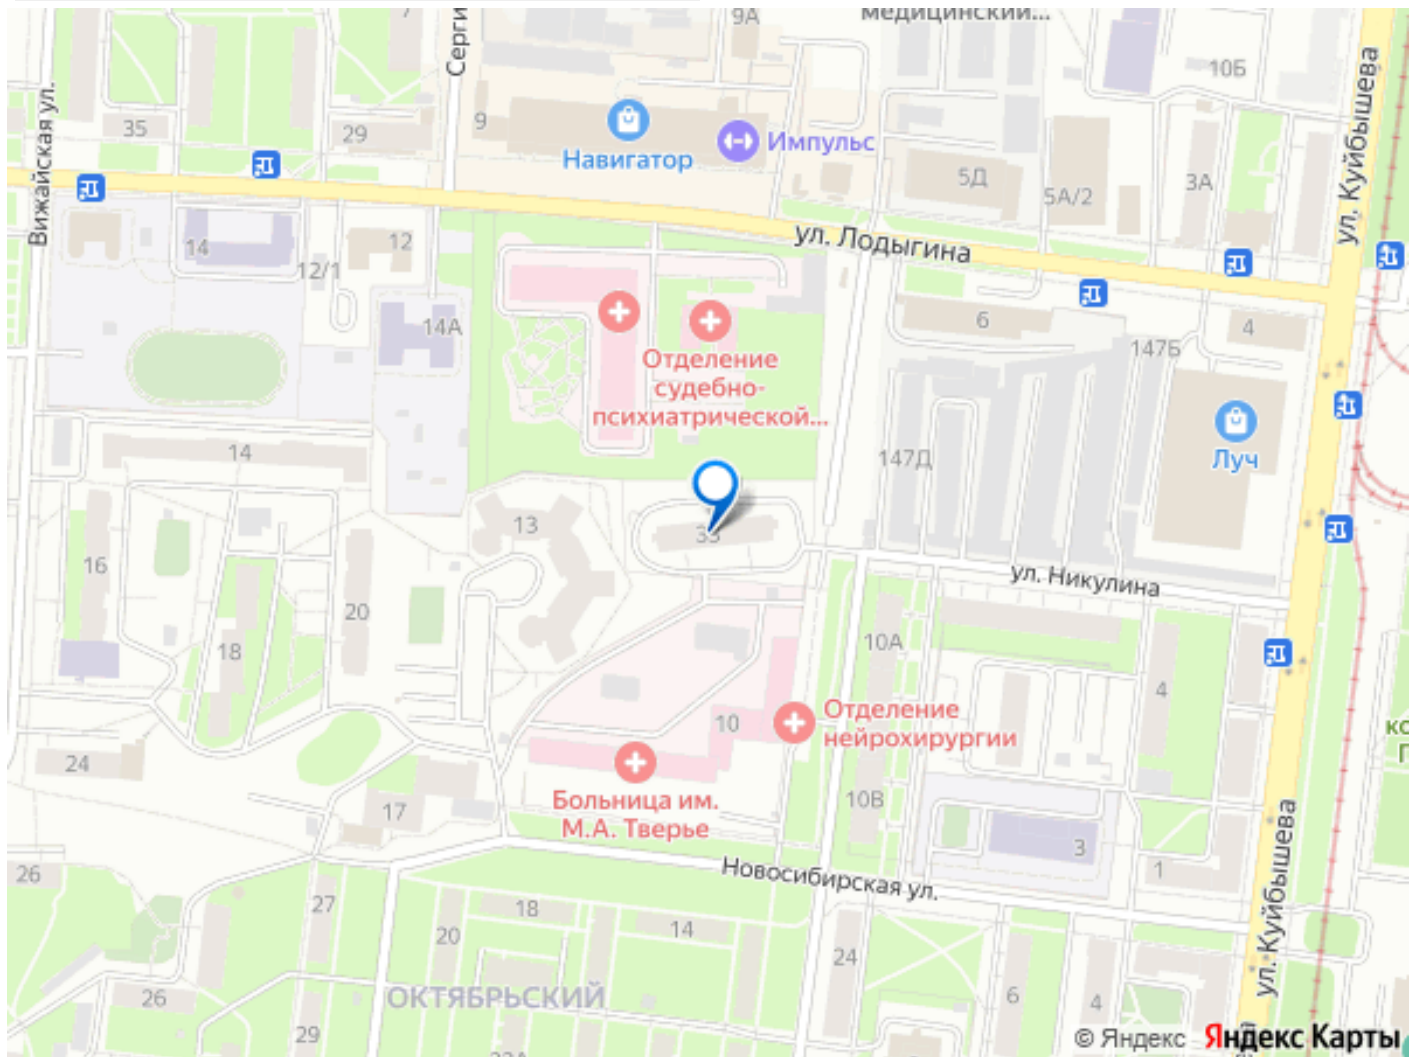 7
9А
медицинский...
10Б
Серги
ул. Куйбышева
Вижайская ул.
35
29
9
Навигатор
Импульс
5Д
5А/2
3А
14
12
12/1
ул. Лодыгина
14А
6
4
147Б
Отделение
судебно-
психиатрической...
14
147Д
Луч
13
33
16
20
18
ул. Никулина
10А
4
10
Отделение
нейрохирургии
24
17
Больница им.
М.А. Тверье
10В
3
1
Новосибирская ул.
ул. Куйбышева
26
27
18
20
14
24
26
ОКТЯБРЬСКИЙ
29
6
4
© Яндекс Яндекс Карты